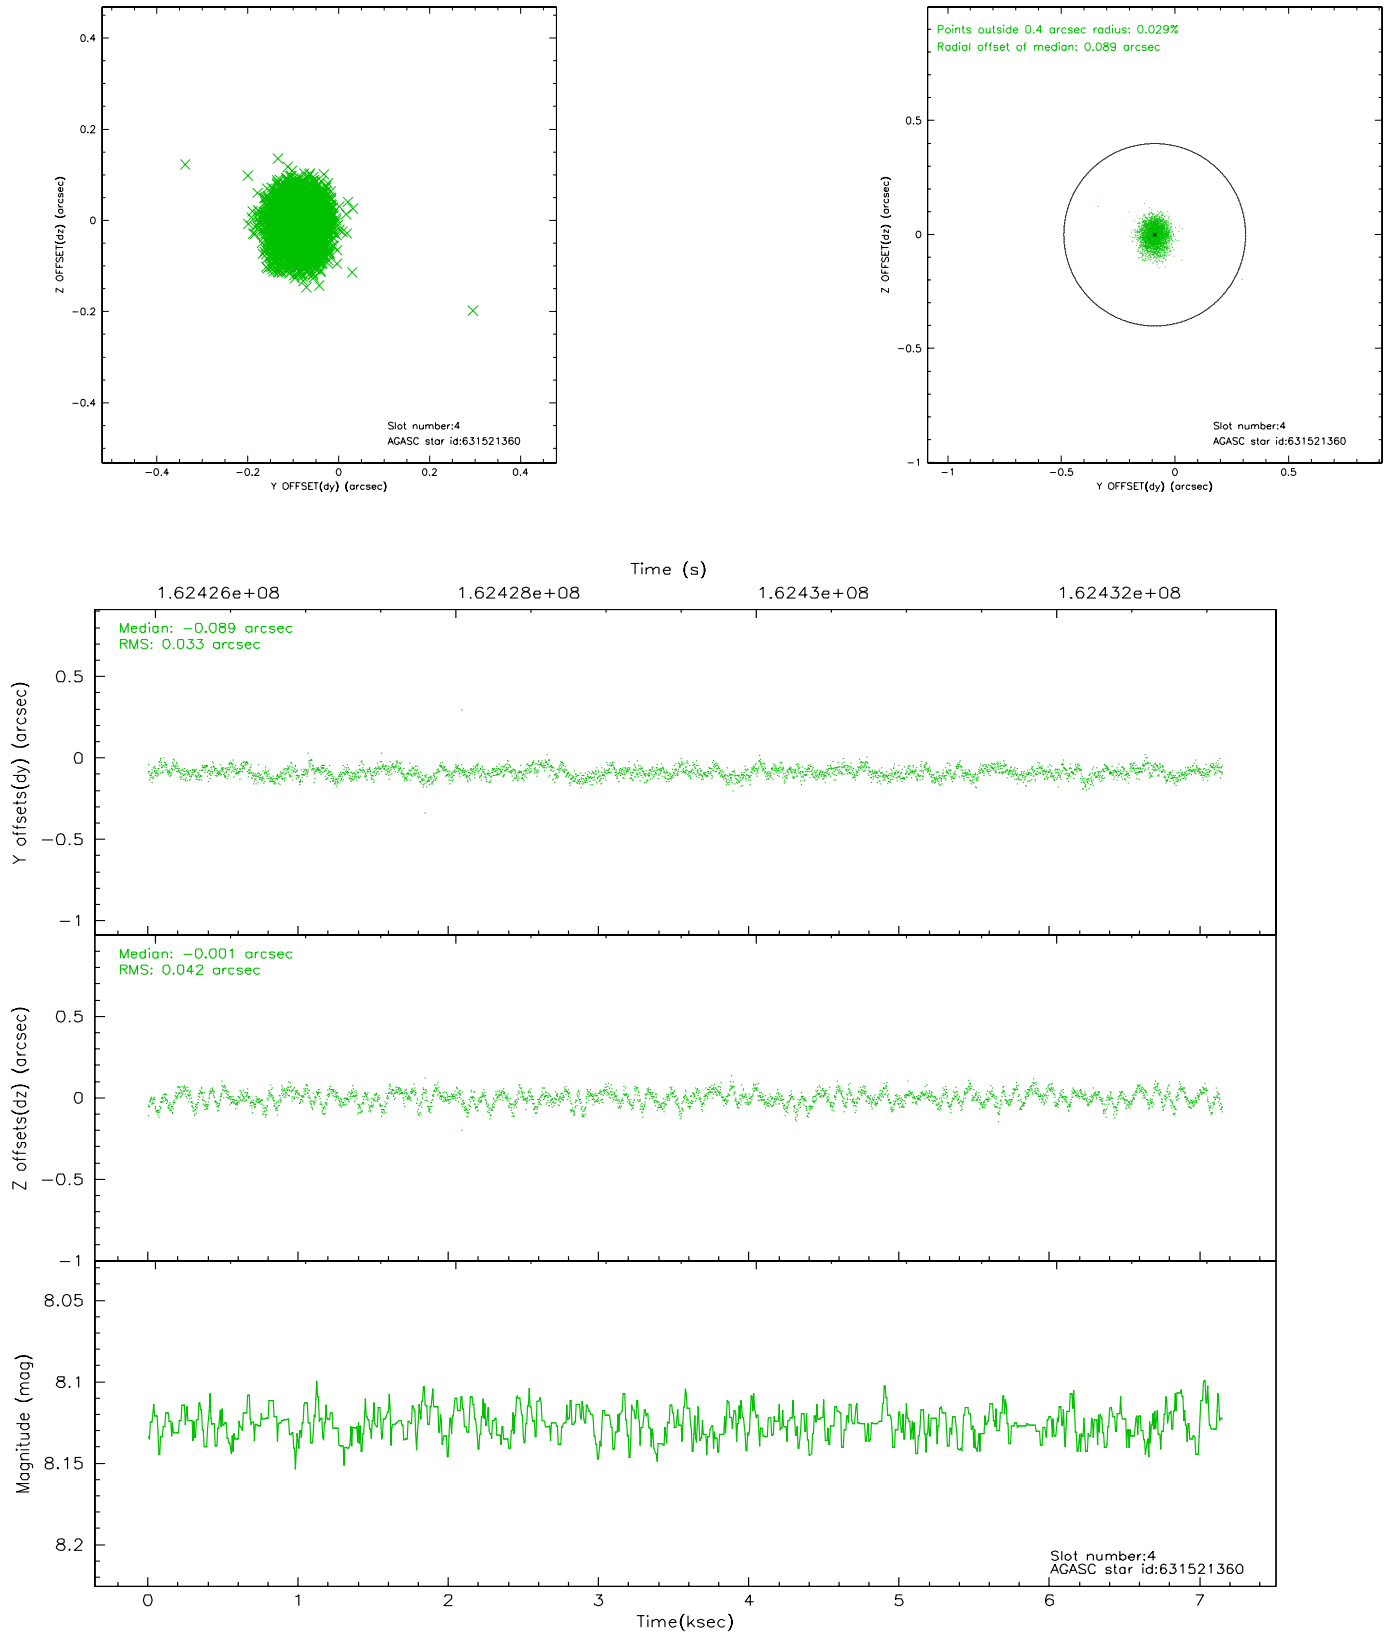 0.4
0.2
0
−0.2
−0.4
Z OFFSET(dz) (arcsec)
Slot number:4
AGASC star id:631521360
−0.4 −0.2 0 0.2 0.4
Y OFFSET(dy) (arcsec)
Points outside 0.4 arcsec radius: 0.029%
Radial offset of median: 0.089 arcsec
0.5
0
−0.5
−1
Z OFFSET(dz) (arcsec)
Slot number:4
AGASC star id:631521360
−1 −0.5 0 0.5
Y OFFSET(dy) (arcsec)
Time (s)
1.62426e+08 1.62428e+08 1.6243e+08 1.62432e+08
Median: −0.089 arcsec
RMS: 0.033 arcsec
0.5
0
−0.5
−1
Y offsets(dy) (arcsec)
Median: −0.001 arcsec
RMS: 0.042 arcsec
0.5
0
−0.5
−1
Z offsets(dz) (arcsec)
8.05
8.1
8.15
8.2
Magnitude (mag)
Slot number:4
AGASC star id:631521360
0 1 2 3 4 5 6 7
Time(ksec)